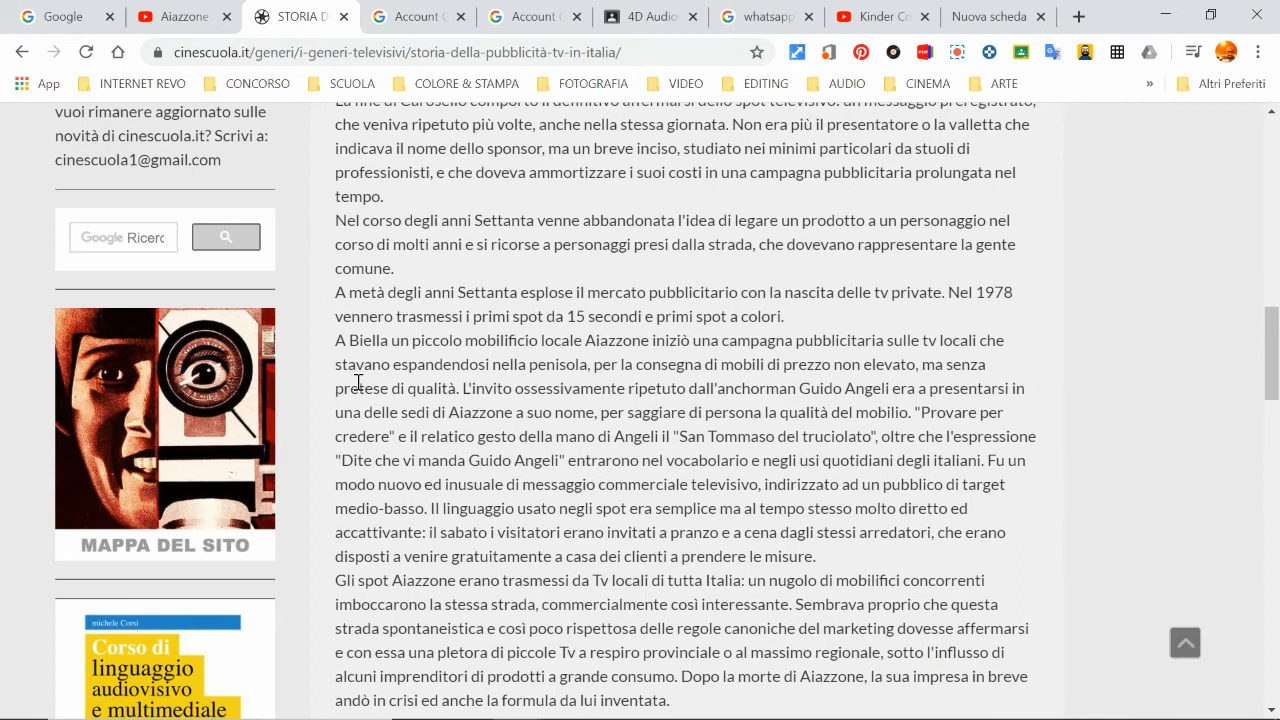 Google
Aiazzone
STORIA D
Account G
Account G
4D Audio
whatsapp
Kinder Co
Nuova scheda
cinescuola.it/generi/i-generi-televisivi/storia-della-pubblicità-tv-in-italia/
App
INTERNET REVO
CONCORSO
SCUOLA
COLORE & STAMPA
FOTOGRAFIA
VIDEO
EDITING
AUDIO
CINEMA
ARTE
»
Altri Preferiti
vuoi rimanere aggiornato sulle
novità di cinescuola.it? Scrivi a:
cinescuola1@gmail.com
Google Ricerc
MAPPA DEL SITO
michele Corsi
Corso di
linguaggio
audiovisivo
e multimediale
La fine di Carosello comportò il definitivo affermarsi dello spot televisivo: un messaggio preregistrato,
che veniva ripetuto più volte, anche nella stessa giornata. Non era più il presentatore o la valletta che
indicava il nome dello sponsor, ma un breve inciso, studiato nei minimi particolari da stuoli di
professionisti, e che doveva ammortizzare i suoi costi in una campagna pubblicitaria prolungata nel
tempo.
Nel corso degli anni Settanta venne abbandonata l'idea di legare un prodotto a un personaggio nel
corso di molti anni e si ricorse a personaggi presi dalla strada, che dovevano rappresentare la gente
comune.
A metà degli anni Settanta esplose il mercato pubblicitario con la nascita delle tv private. Nel 1978
vennero trasmessi i primi spot da 15 secondi e primi spot a colori.
A Biella un piccolo mobilificio locale Aiazzone iniziò una campagna pubblicitaria sulle tv locali che
stavano espandendosi nella penisola, per la consegna di mobili di prezzo non elevato, ma senza
pretese di qualità. L'invito ossessivamente ripetuto dall'anchorman Guido Angeli era a presentarsi in
una delle sedi di Aiazzone a suo nome, per saggiare di persona la qualità del mobilio. "Provare per
credere" e il relatico gesto della mano di Angeli il "San Tommaso del truciolato", oltre che l'espressione
"Dite che vi manda Guido Angeli" entrarono nel vocabolario e negli usi quotidiani degli italiani. Fu un
modo nuovo ed inusuale di messaggio commerciale televisivo, indirizzato ad un pubblico di target
medio-basso. Il linguaggio usato negli spot era semplice ma al tempo stesso molto diretto ed
accattivante: il sabato i visitatori erano invitati a pranzo e a cena dagli stessi arredatori, che erano
disposti a venire gratuitamente a casa dei clienti a prendere le misure.
Gli spot Aiazzone erano trasmessi da Tv locali di tutta Italia: un nugolo di mobilifici concorrenti
imboccarono la stessa strada, commercialmente così interessante. Sembrava proprio che questa
strada spontaneistica e così poco rispettosa delle regole canoniche del marketing dovesse affermarsi
e con essa una pletora di piccole Tv a respiro provinciale o al massimo regionale, sotto l'influsso di
alcuni imprenditori di prodotti a grande consumo. Dopo la morte di Aiazzone, la sua impresa in breve
andò in crisi ed anche la formula da lui inventata.